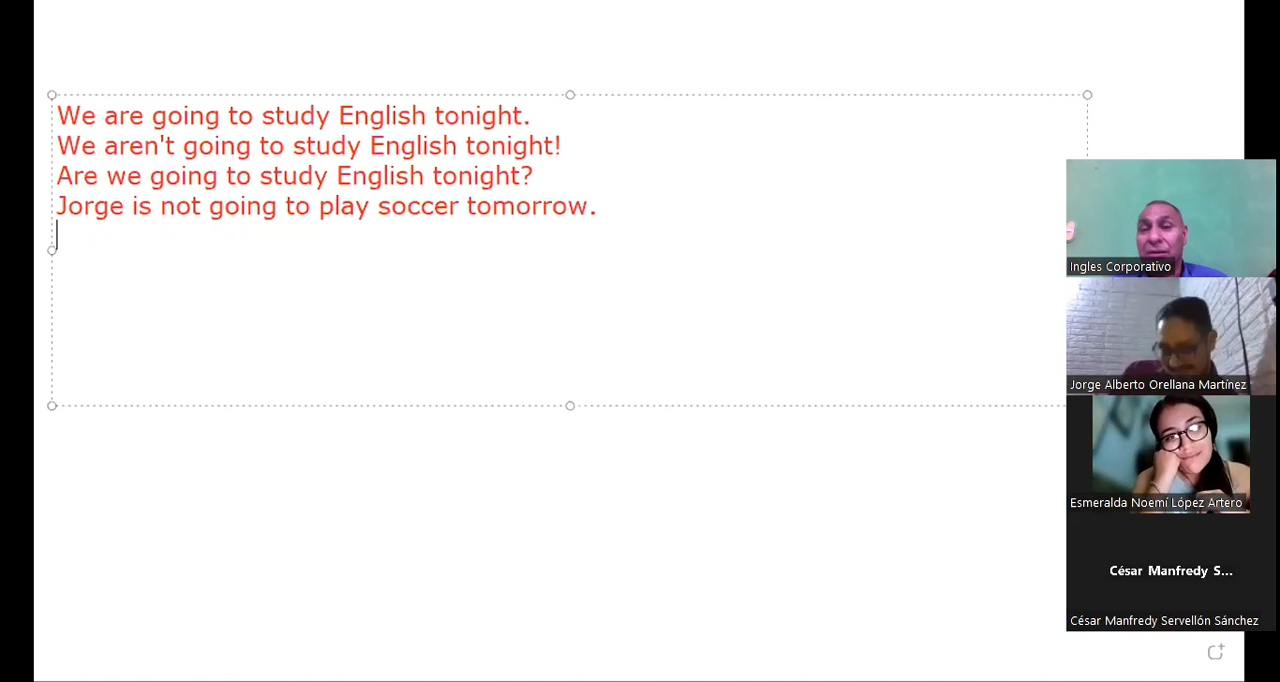 We are going to study English tonight.
We aren't going to study English tonight!
Are we going to study English tonight?
Jorge is not going to play soccer tomorrow.
Ingles Corporativo
Jorge Alberto Orellana Martínez
Esmeralda Noemí López Artero
César Manfredy S...
César Manfredy Servellón Sánchez